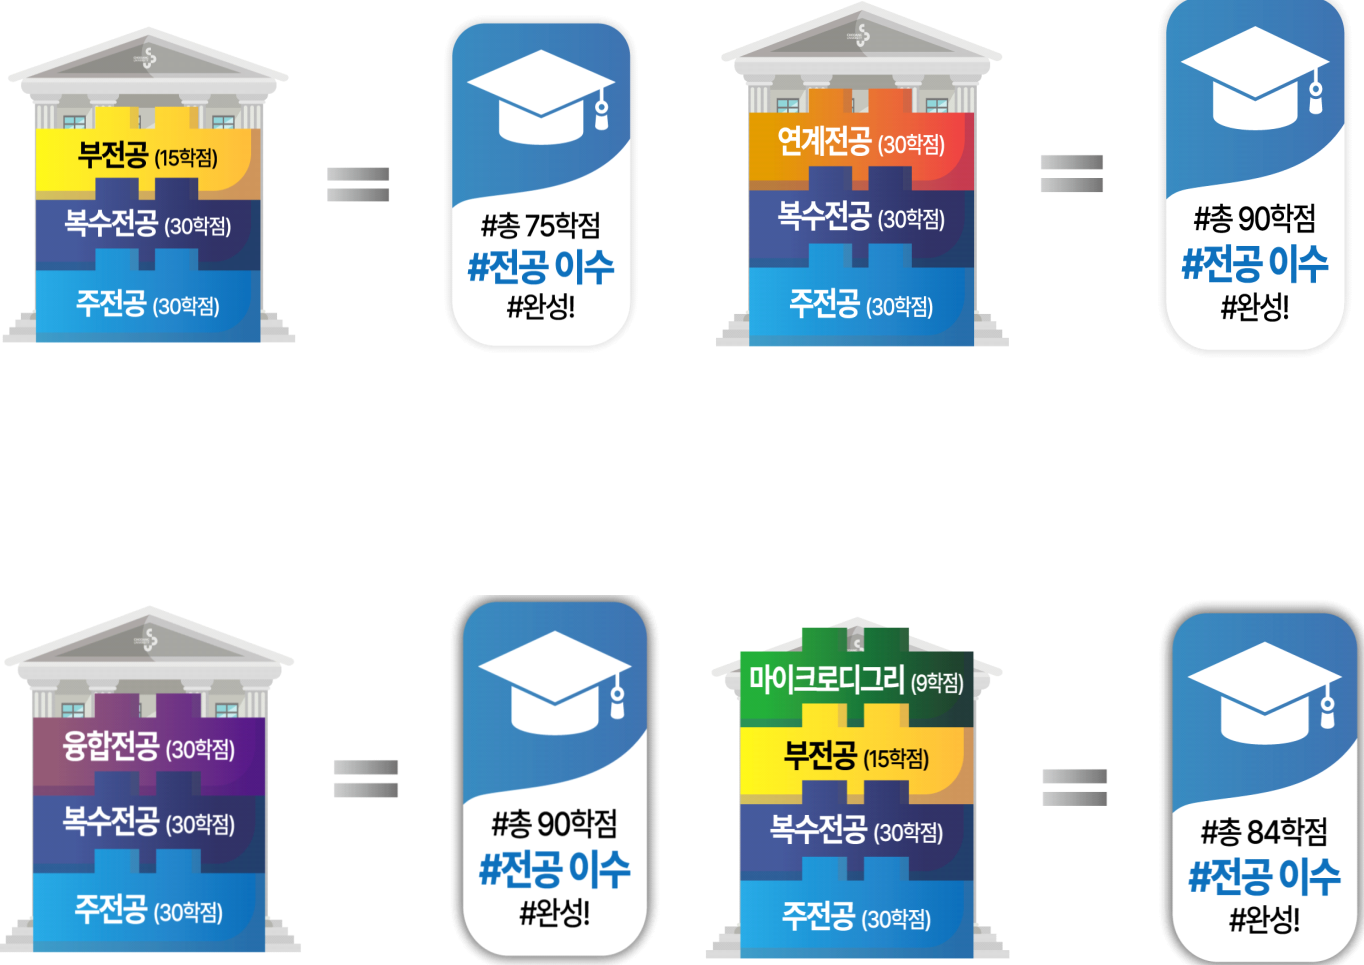 부전공 (15학점)
복수전공 (30학점)
주전공 (30학점)
#총 75학점
#전공 이수
#완성!
연계전공 (30학점)
복수전공 (30학점)
주전공 (30학점)
#총 90학점
#전공 이수
#완성!
융합전공 (30학점)
복수전공 (30학점)
주전공 (30학점)
#총 90학점
#전공 이수
#완성!
마이크로디그리 (9학점)
부전공 (15학점)
복수전공 (30학점)
주전공 (30학점)
#총 84학점
#전공 이수
#완성!